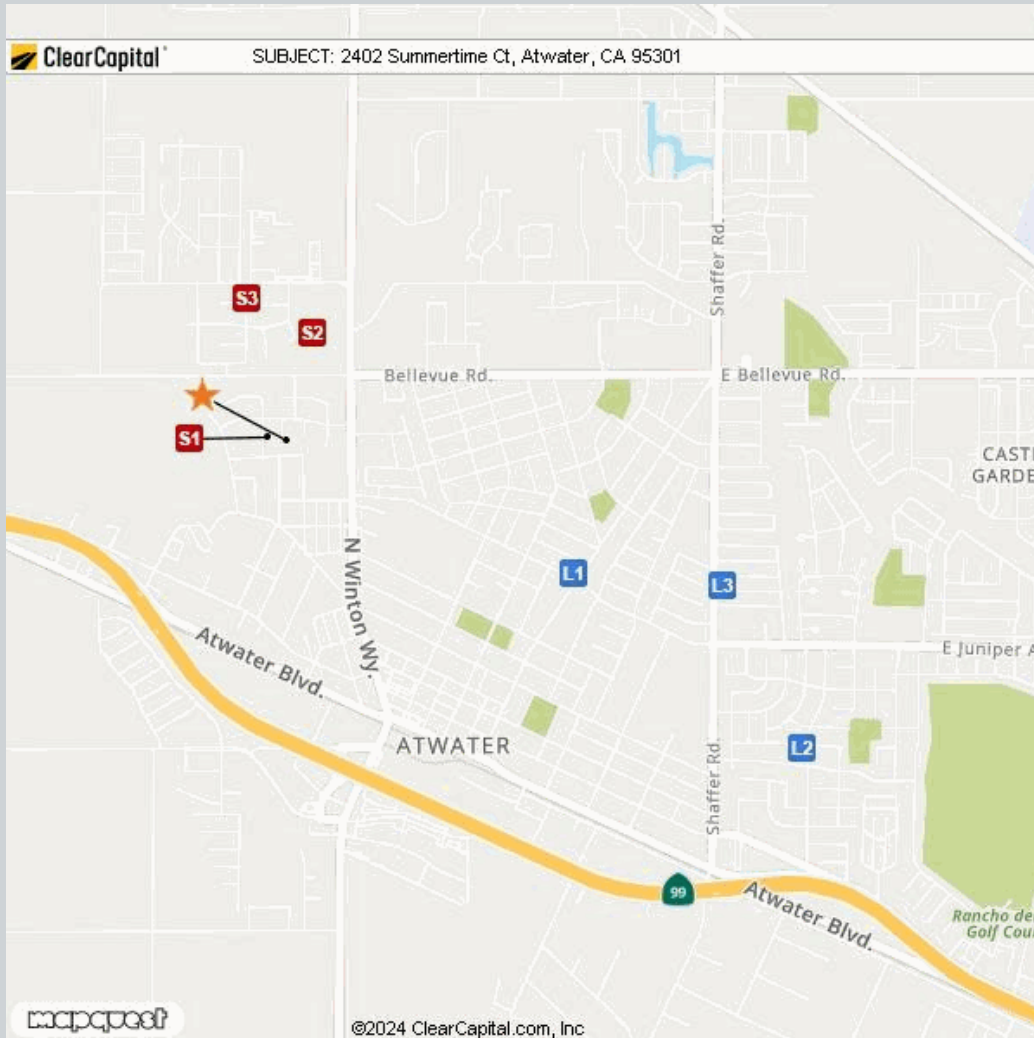 ClearCapital
SUBJECT: 2402 Summertime Ct, Atwater, CA 95301
Shaffer Rd.
S3
S2
Bellevue Rd.
E Bellevue Rd.
S1
GARDE
N Winton Wy.
L1
L3
Atwater Blvd.
E Juniper A
ATWATER
L2
Shaffer Rd.
99
Atwater Blvd.
Rancho de
Golf Cour
mapquest
©2024 ClearCapital.com, Inc